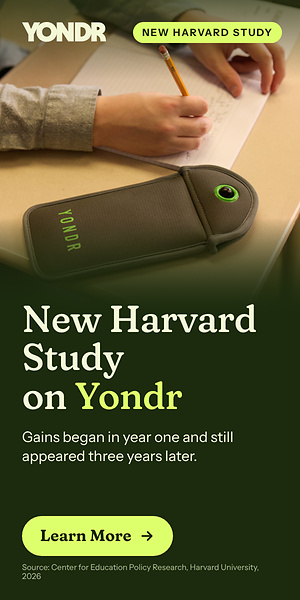 YONDR
NEW HARVARD STUDY
YONDR
New Harvard
Study
on Yondr
Gains began in year one and still
appeared three years later.
Learn More →
Source: Center for Education Policy Research, Harvard University,
2026